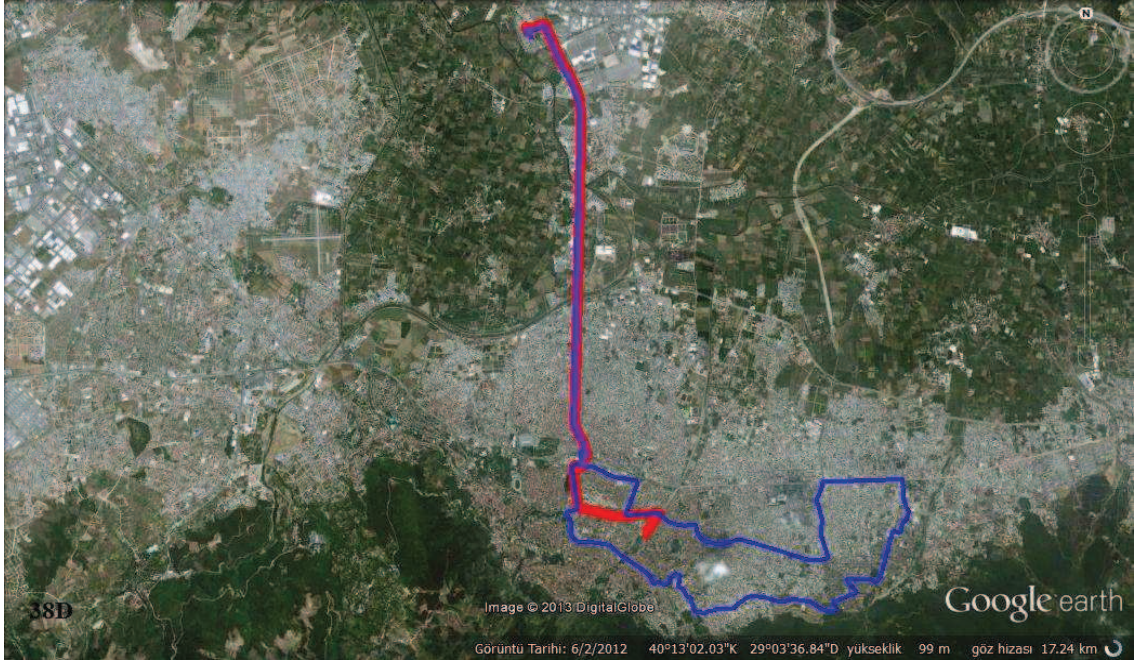 N
38D
Image © 2013 DigitalGlobe
Google earth
Görüntü Tarihi: 6/2/2012 40°13'02.03"K 29°03'36.84"D yükseklik 99 m göz hizası 17.24 km